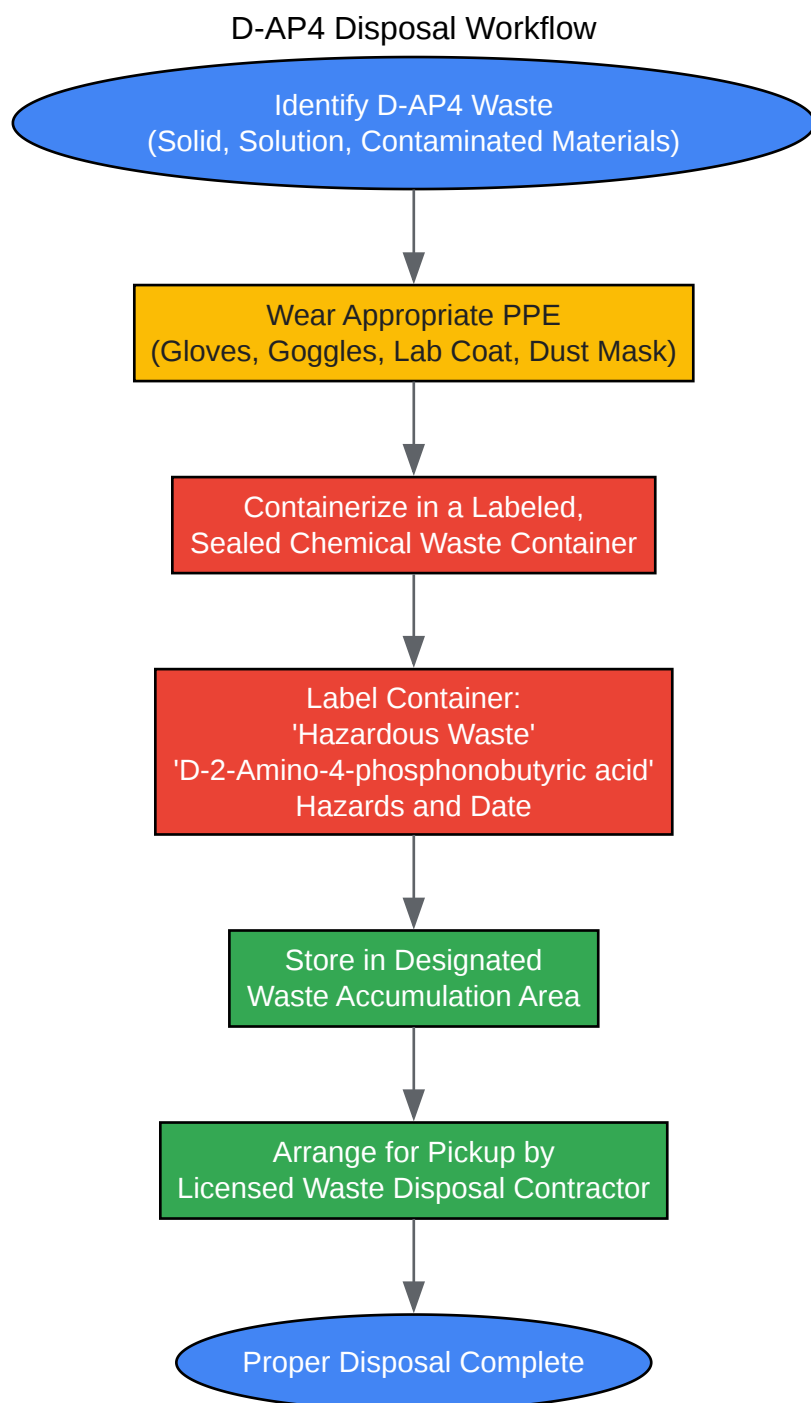 D-AP4 Disposal Workflow
Identify D-AP4 Waste
(Solid, Solution, Contaminated Materials)
Wear Appropriate PPE
(Gloves, Goggles, Lab Coat, Dust Mask)
Containerize in a Labeled,
Sealed Chemical Waste Container
Label Container:
'Hazardous Waste'
'D-2-Amino-4-phosphonobutyric acid'
Hazards and Date
Store in Designated
Waste Accumulation Area
Arrange for Pickup by
Licensed Waste Disposal Contractor
Proper Disposal Complete